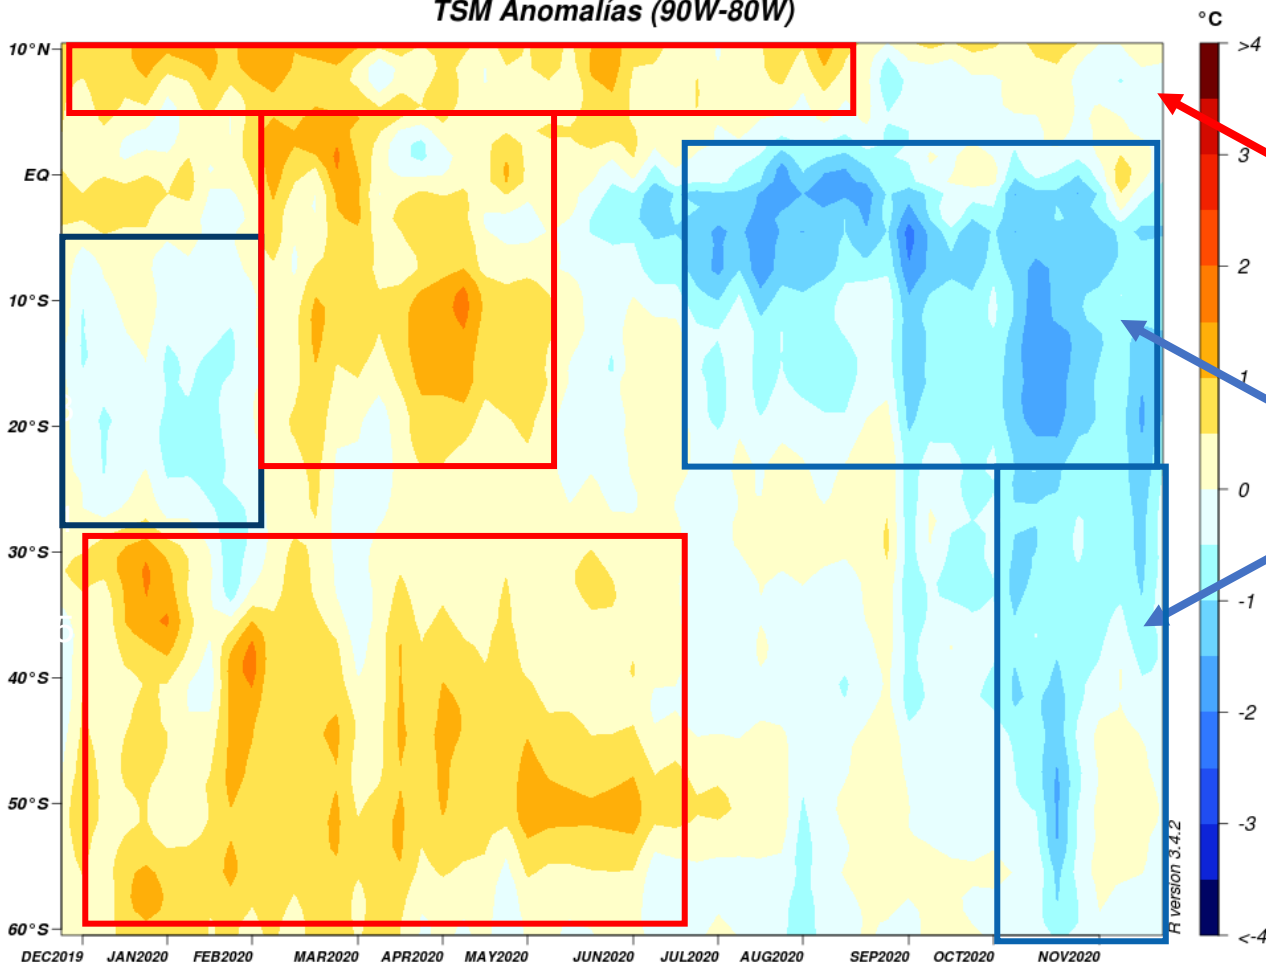 TSM Anomalías (90W-80W)
°C
10°N
EQ
10°S
20°S
30°S
40°S
50°S
60°S
>4
3
2
1
0
-1
-2
-3
<-4
R version 3.4.2
DEC2019 JAN2020 FEB2020 MAR2020 APR2020 MAY2020 JUN2020 JUL2020 AUG2020 SEP2020 OCT2020 NOV2020